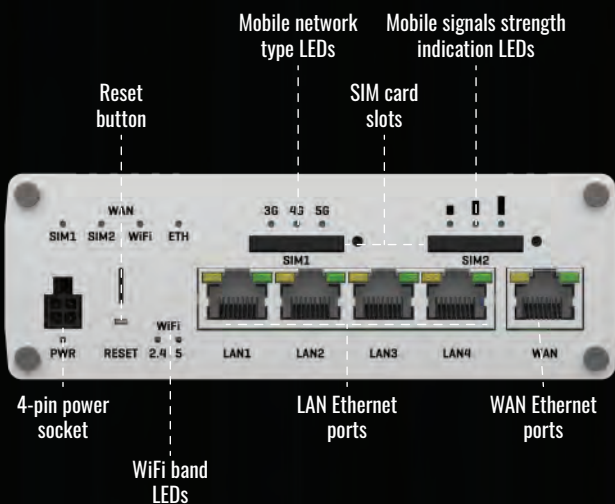 Mobile network
type LEDs
Mobile signals strength
indication LEDs
Reset
button
SIM card
slots
WAN
SIM1 SIM2 WiFi ETH
3G 4G 5G
SIM1
SIM2
WiFi
PWR RESET 2.4 5 LAN1 LAN2 LAN3 LAN4 WAN
4-pin power
socket
LAN Ethernet
ports
WAN Ethernet
ports
WiFi band
LEDs